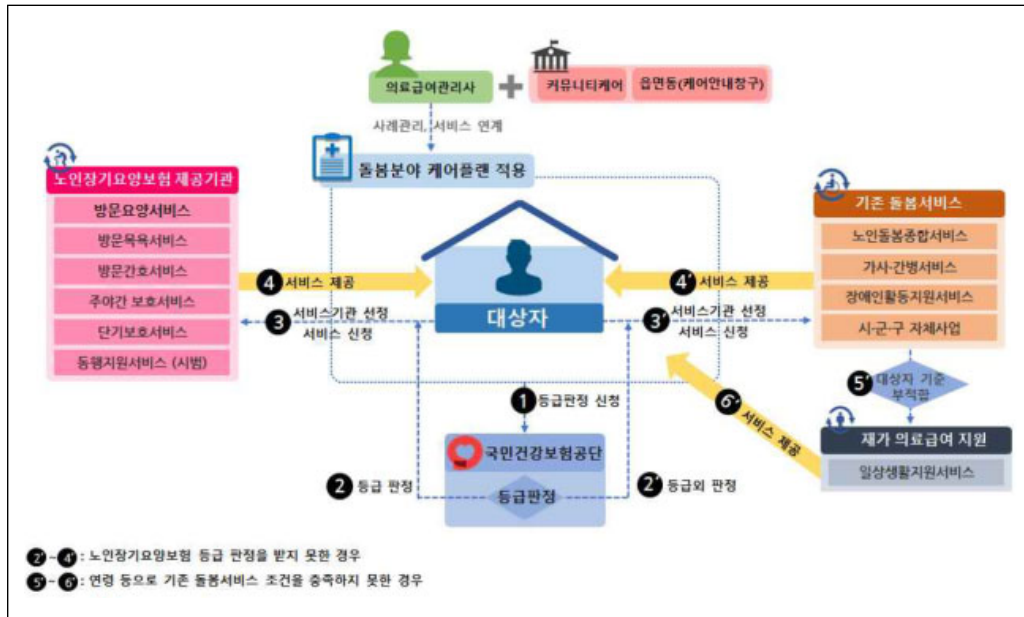 의료급여관리사
커뮤니티케어
읍면동(케어안내창구)
사례관리, 서비스 연계
돌봄분야 케어플랜 적용
노인장기요양보험 제공기관
방문요양서비스
방문목욕서비스
방문간호서비스
주야간 보호서비스
단기보호서비스
동행지원서비스 (시범)
4 서비스 제공
3 서비스기관 선정
서비스 신청
대상자
4' 서비스 제공
3' 서비스기관 선정
서비스 신청
기존 돌봄서비스
노인돌봄종합서비스
가사·간병서비스
장애인활동지원서비스
시·군·구 자체사업
5' 대상자 기준
부적합
6' 서비스 제공
재가 의료급여 지원
일상생활지원서비스
1 등급판정 신청
국민건강보험공단
등급판정
2 등급 판정
2' 등급외 판정
2'~4' : 노인장기요양보험 등급 판정을 받지 못한 경우
5'~6' : 연령 등으로 기존 돌봄서비스 조건을 충족하지 못한 경우